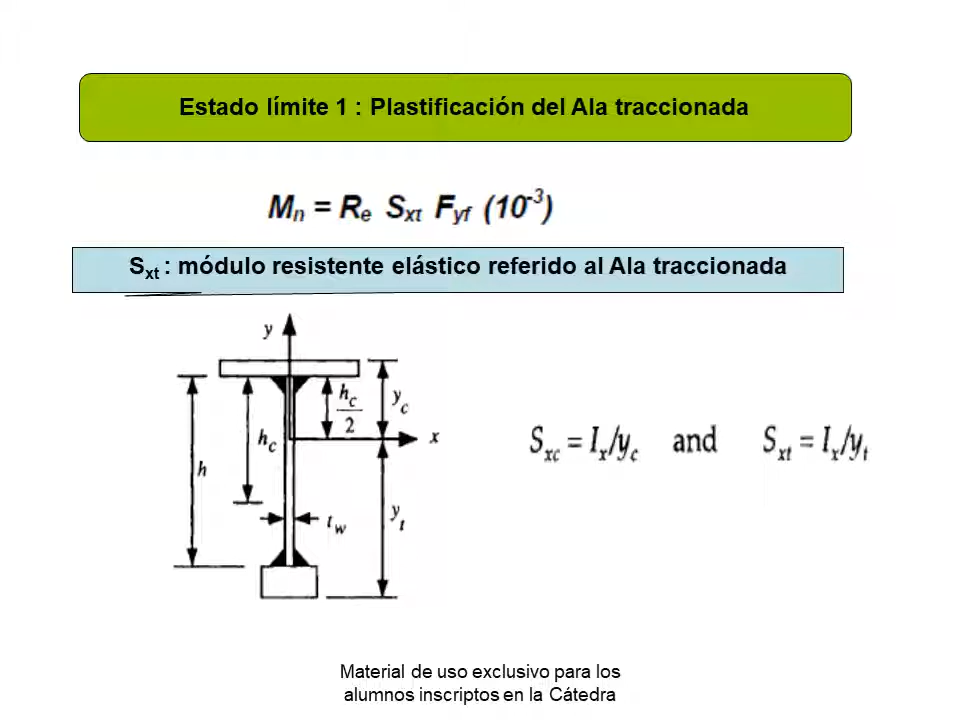 Estado límite 1 : Plastificación del Ala traccionada
Mn = Re Sxt Fyf (10-3)
Sxt : módulo resistente elástico referido al Ala traccionada
y
hc
2
yc
x
hc
h
Sxc = Ix/yc and Sxt = Ix/yt
tw
yt
Material de uso exclusivo para los
alumnos inscriptos en la Cátedra